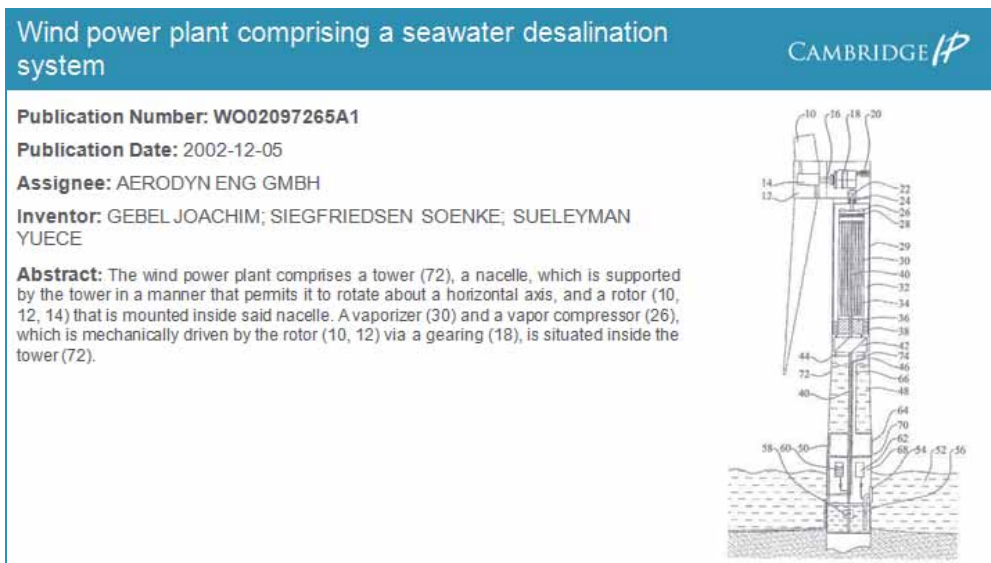 Wind power plant comprising a seawater desalination
system
CAMBRIDGE IP
Publication Number: WO02097265A1
Publication Date: 2002-12-05
Assignee: AERODYN ENG GMBH
Inventor: GEBEL JOACHIM; SIEGFRIEDSEN SOENKE; SUELEYMAN
YUECE
Abstract: The wind power plant comprises a tower (72), a nacelle, which is supported
by the tower in a manner that permits it to rotate about a horizontal axis, and a rotor (10,
12, 14) that is mounted inside said nacelle. A vaporizer (30) and a vapor compressor (26),
which is mechanically driven by the rotor (10, 12) via a gearing (18), is situated inside the
tower (72).
10 16 18 20
14
12
22
24
26
28
29
30
40
32
34
36
38
42
44 74
46
72 66
48
40
64
70
58 60 50 62
68 54 52 56